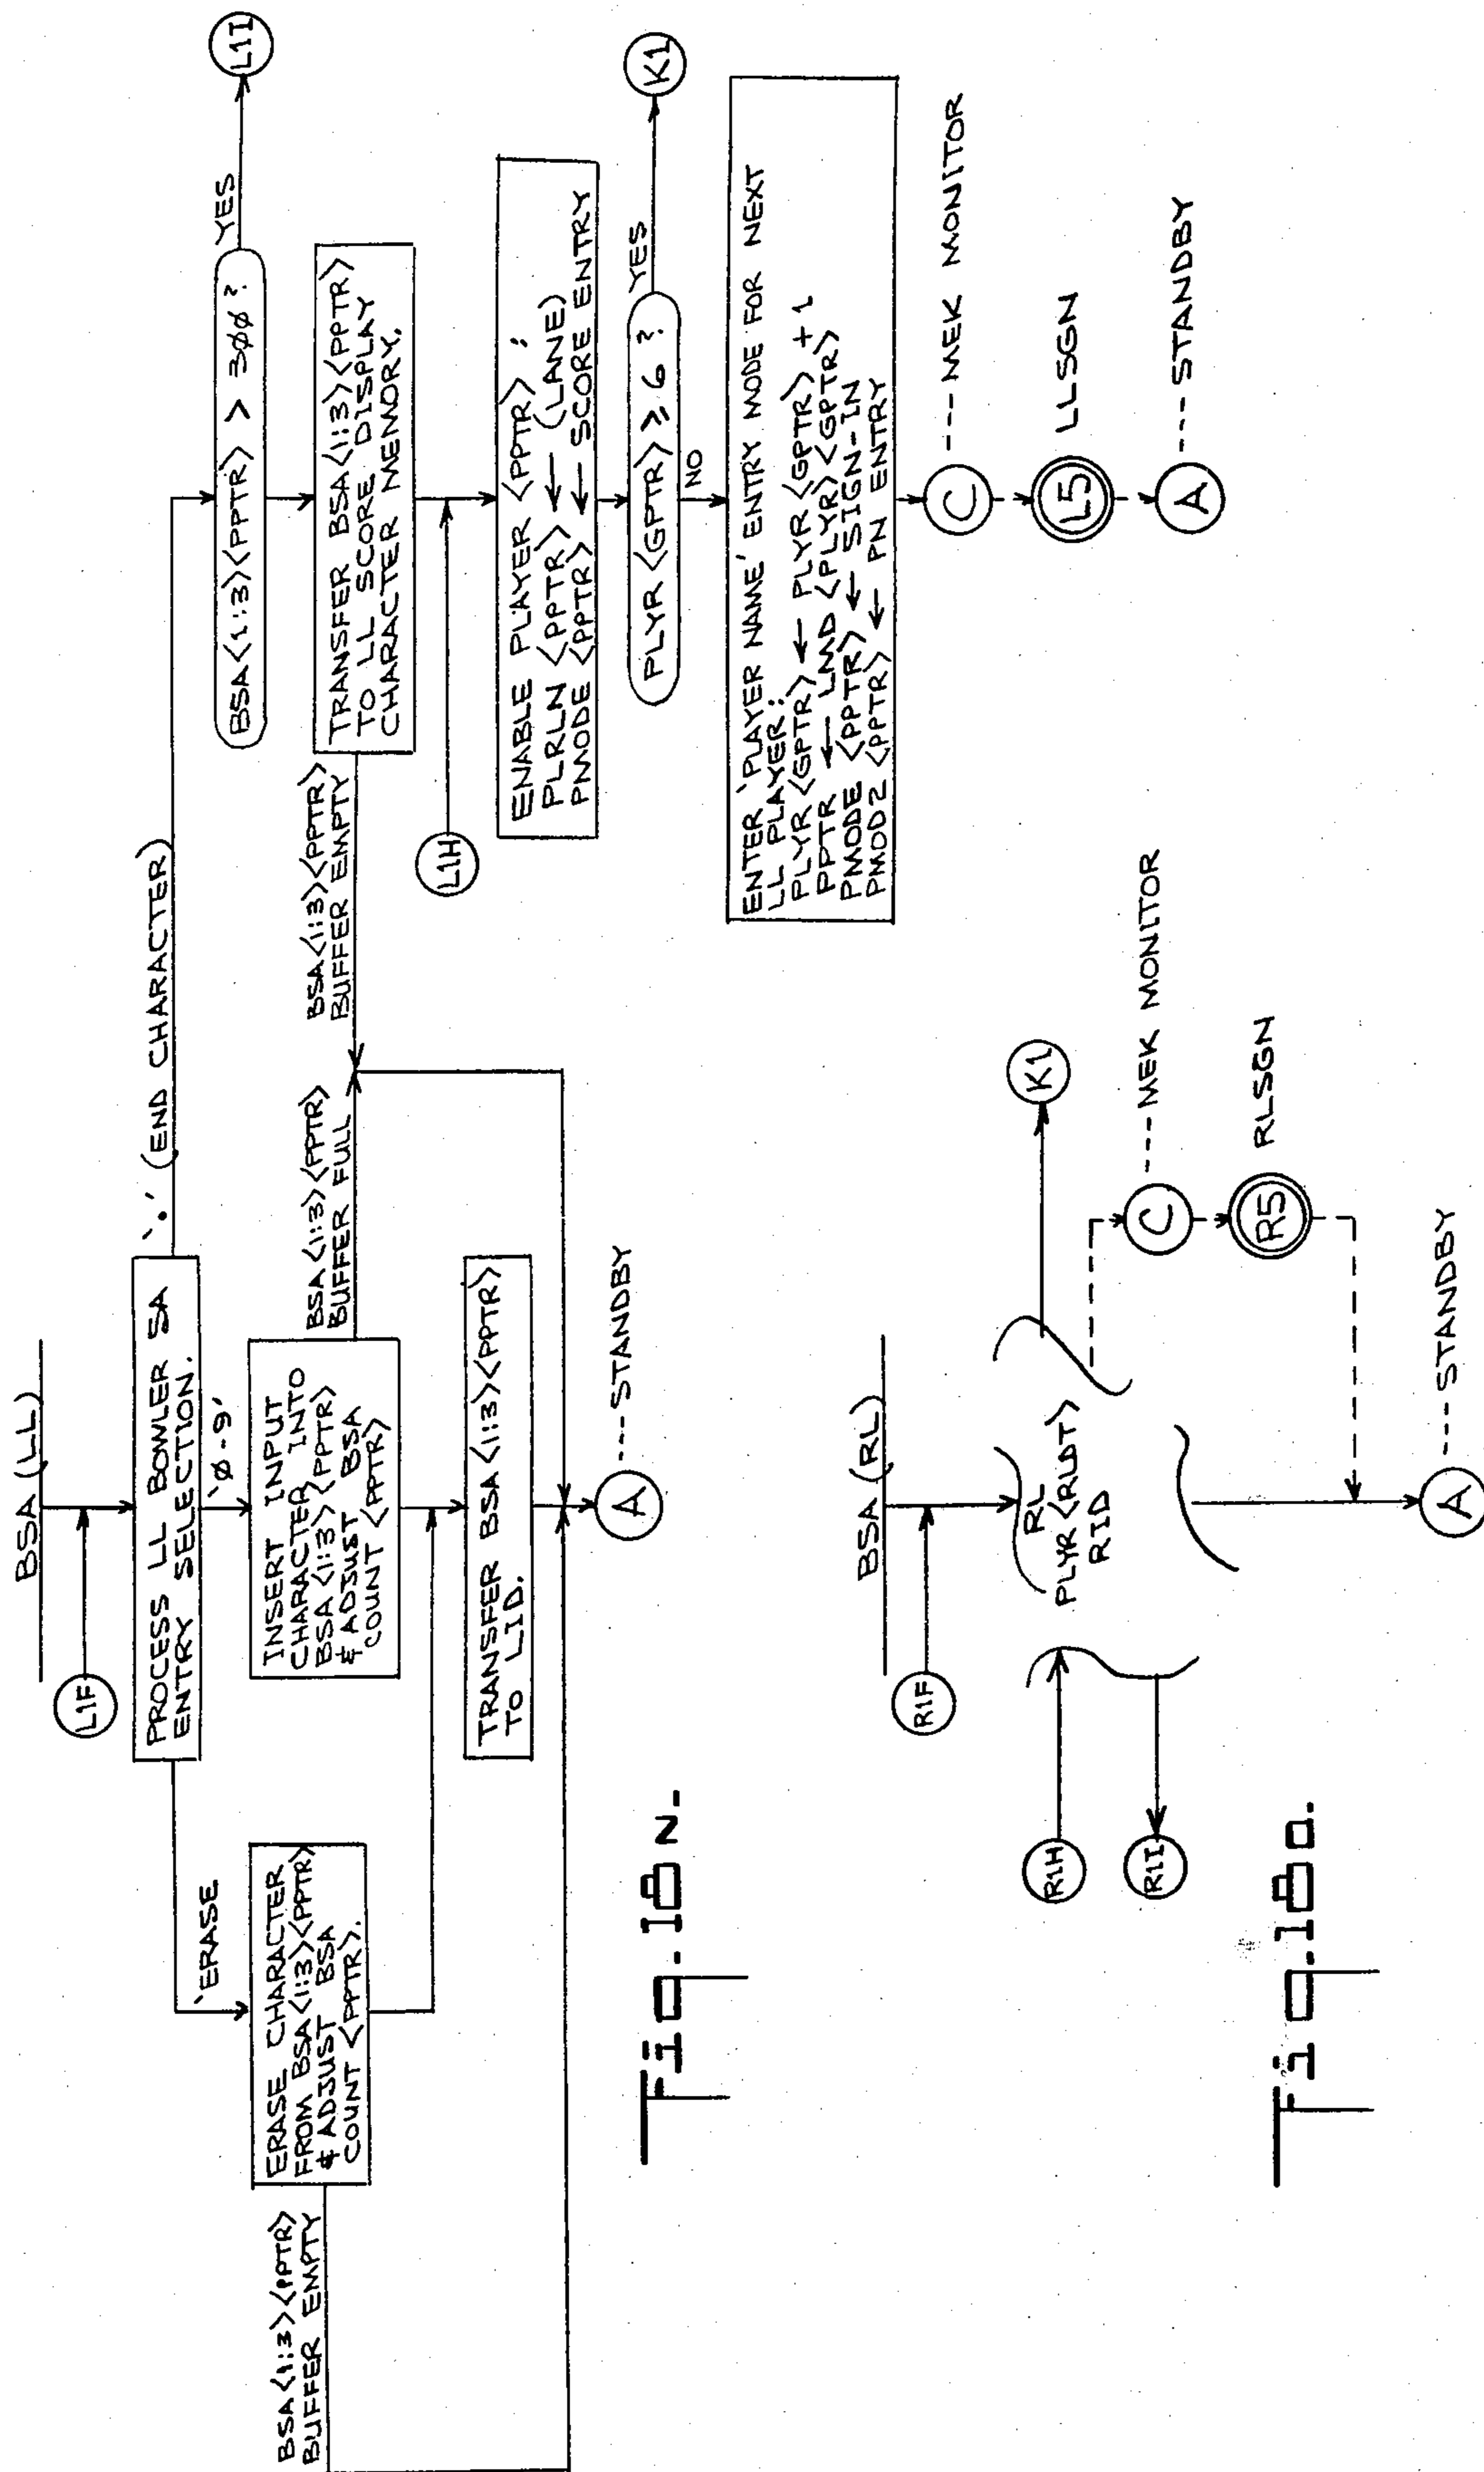 BSA (LL)
L1F
PROCESS LL BOWLER SA
ENTRY SELECTION.
'.' (END CHARACTER)
'ERASE
'Ø-9'
ERASE CHARACTER
FROM BSA<1:3><PPTR>
& ADJUST BSA
COUNT <PPTR>.
BSA<1:3><PPTR>
BUFFER EMPTY
INSERT INPUT
CHARACTER INTO
BSA<1:3><PPTR>
& ADJUST BSA
COUNT <PPTR>
BSA<1:3><PPTR>
BUFFER FULL
TRANSFER BSA<1:3><PPTR>
TO LID.
A ---STANDBY
BSA<1:3><PPTR> > 3ØØ?
YES
L1I
TRANSFER BSA<1:3><PPTR>
TO LL SCORE DISPLAY
CHARACTER MEMORY.
BSA<1:3><PPTR>
BUFFER EMPTY
L1H
ENABLE PLAYER <PPTR> :
PLRLN <PPTR> ← (LANE)
PMODE <PPTR> ← SCORE ENTRY
PLYR <GPTR> ≥ 6 ?
YES
K1
NO
ENTER 'PLAYER NAME' ENTRY MODE FOR NEXT
LL PLAYER:
PLYR <GPTR> ← PLYR <GPTR> + 1
PPTR ← LMD <PLYR> <GPTR>
PMODE <PPTR> ← SIGN-IN
PMOD2 <PPTR> ← PN ENTRY
C ---MEK MONITOR
L5 LLSGN
A ---STANDBY
Fig. 18N.
BSA (RL)
R1F
RL
PLYR <RWT>
RID
R1H
R1I
K1
C ---MEK MONITOR
R5 RLSGN
A ---STANDBY
Fig. 18O.